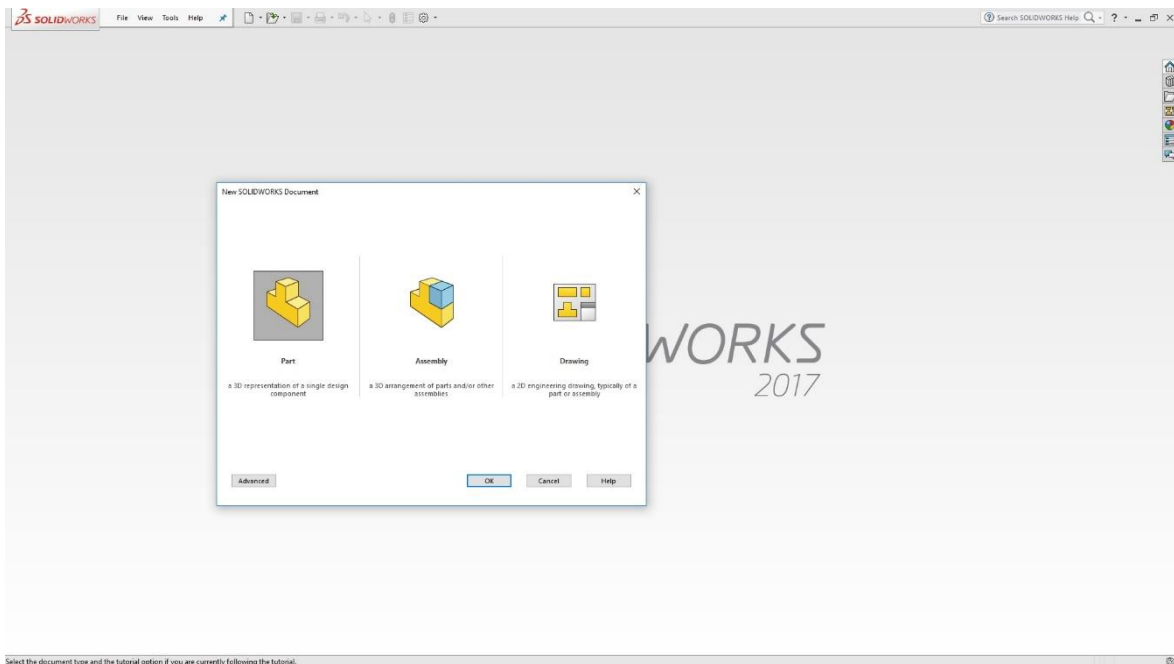 SOLIDWORKS File View Tools Help Search SOLIDWORKS Help ?
New SOLIDWORKS Document
Part Assembly Drawing
a 3D representation of a single design component
a 3D arrangement of parts and/or other assemblies
a 2D engineering drawing, typically of a part or assembly
WORKS
2017
Advanced OK Cancel Help
Select the document type and the tutorial option if you are currently following the tutorial.